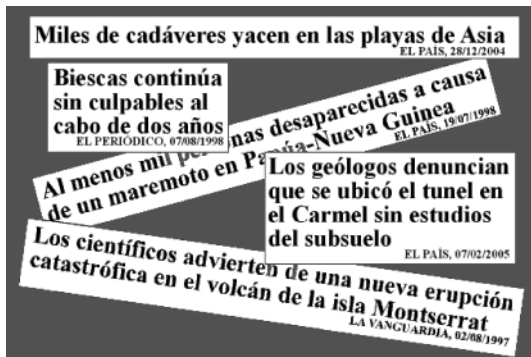 Miles de cadáveres yacen en las playas de Asia
EL PAÍS, 28/12/2004
Biescas continúa
sin culpables al
cabo de dos años
EL PERIÓDICO, 07/08/1998
Al menos mil personas desaparecidas a causa
de un maremoto en Papúa-Nueva Guinea
EL PAÍS, 19/07/1998
Los geólogos denuncian
que se ubicó el tunel en
el Carmel sin estudios
del subsuelo
EL PAÍS, 07/02/2005
Los científicos advierten de una nueva erupción
catastrófica en el volcán de la isla Montserrat
LA VANGUARDIA, 02/08/1997